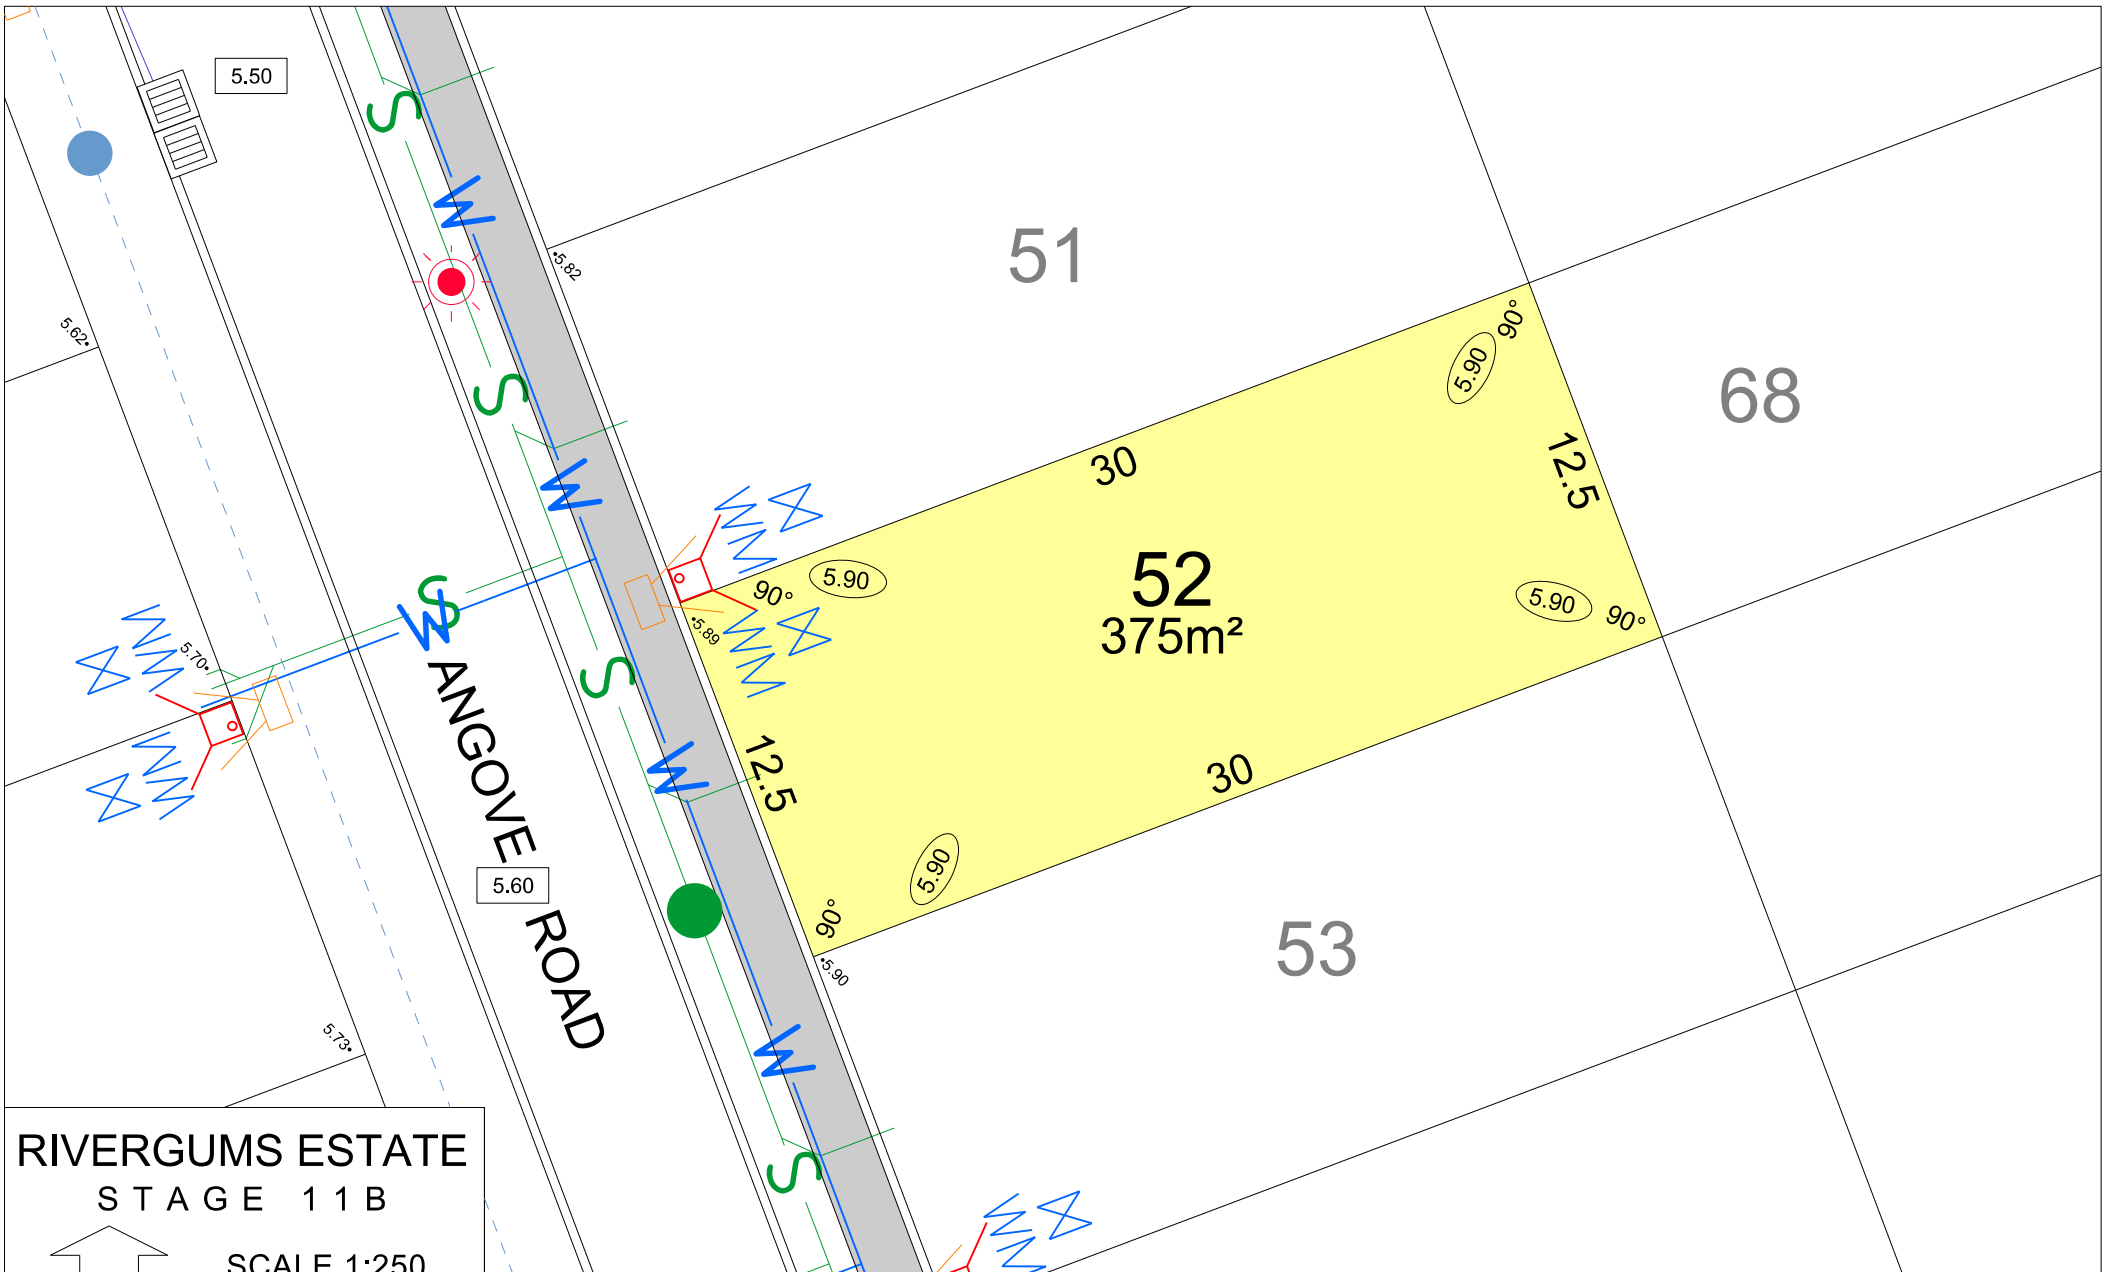 5.50
S
W
51
•5.82
5.62•
90°
5.90
68
S
30
12.5
W
W
W
52
375m²
5.90
90°
5.90
90°
S
W
•5.89
W
W
W
W
5.70•
S
ANGOVE ROAD
W
W
W
12.5
30
5.60
5.90
90°
53
•5.90
5.73•
W
S
RIVERGUMS ESTATE
STAGE 11B
SCALE 1:250
W
W